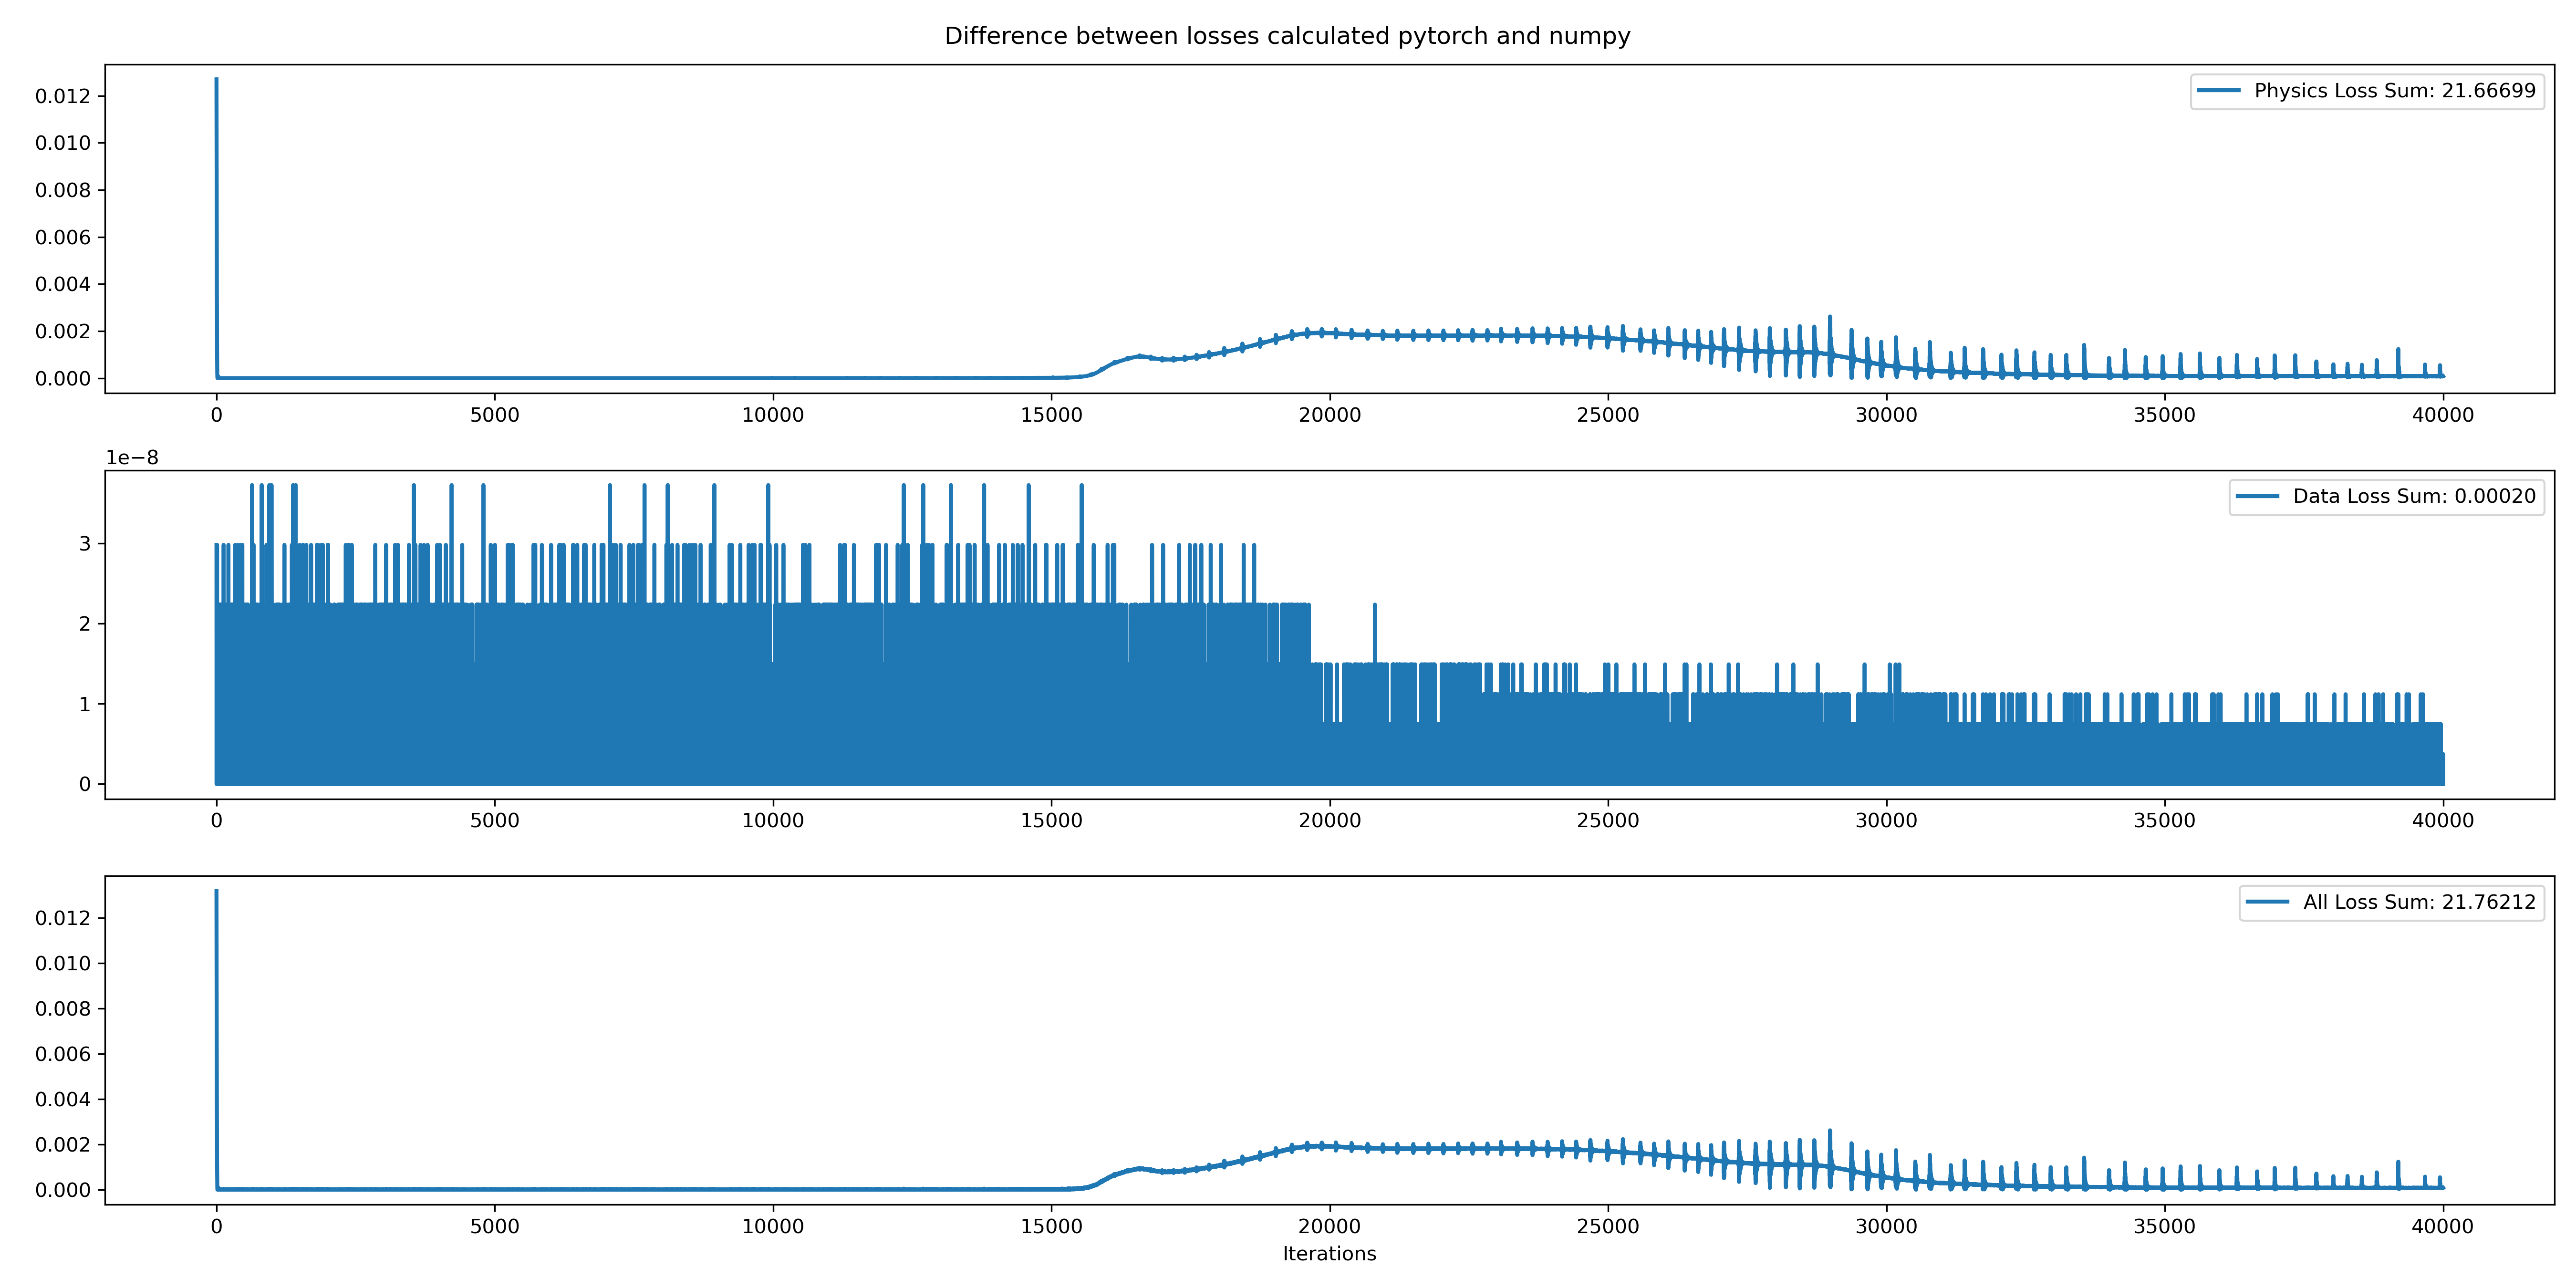 Difference between losses calculated pytorch and numpy
Physics Loss Sum: 21.66699
0.012
0.010
0.008
0.006
0.004
0.002
0.000
0 5000 10000 15000 20000 25000 30000 35000 40000
1e−8
Data Loss Sum: 0.00020
3
2
1
0
0 5000 10000 15000 20000 25000 30000 35000 40000
All Loss Sum: 21.76212
0.012
0.010
0.008
0.006
0.004
0.002
0.000
0 5000 10000 15000 20000 25000 30000 35000 40000
Iterations